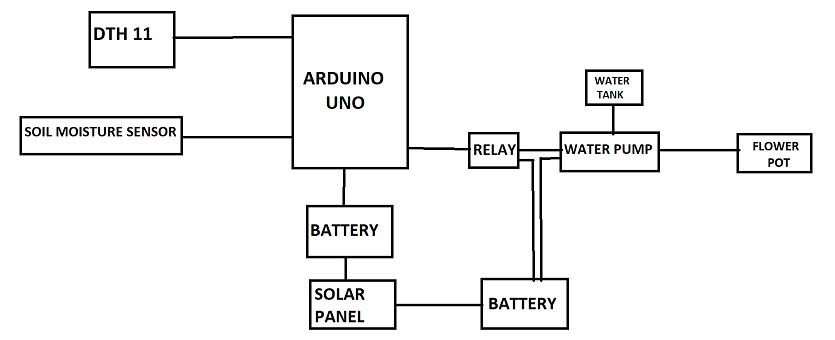 DTH 11
ARDUINO
UNO
WATER
TANK
SOIL MOISTURE SENSOR
RELAY
WATER PUMP
FLOWER
POT
BATTERY
SOLAR
PANEL
BATTERY